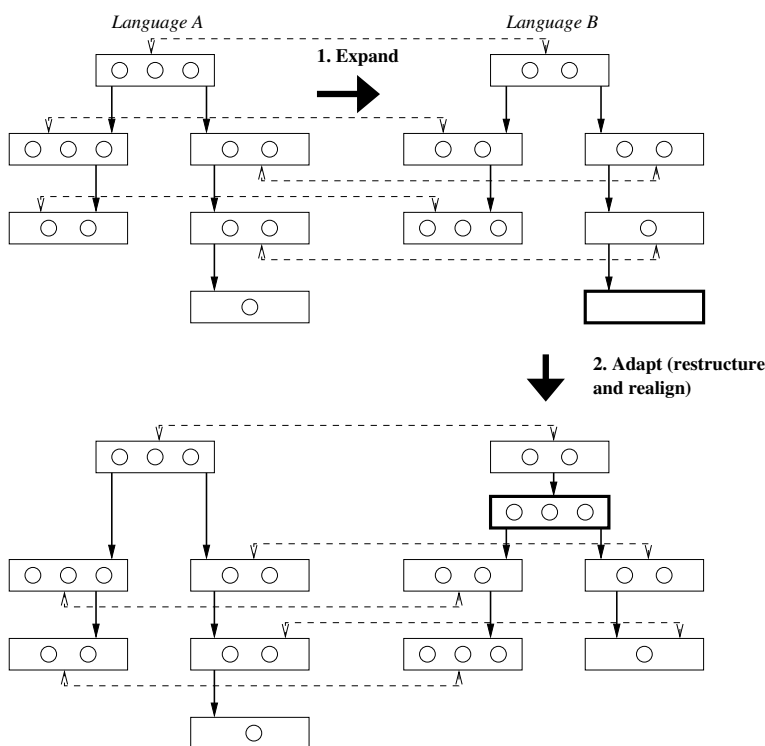 Language A
Language B
1. Expand
2. Adapt (restructure
and realign)